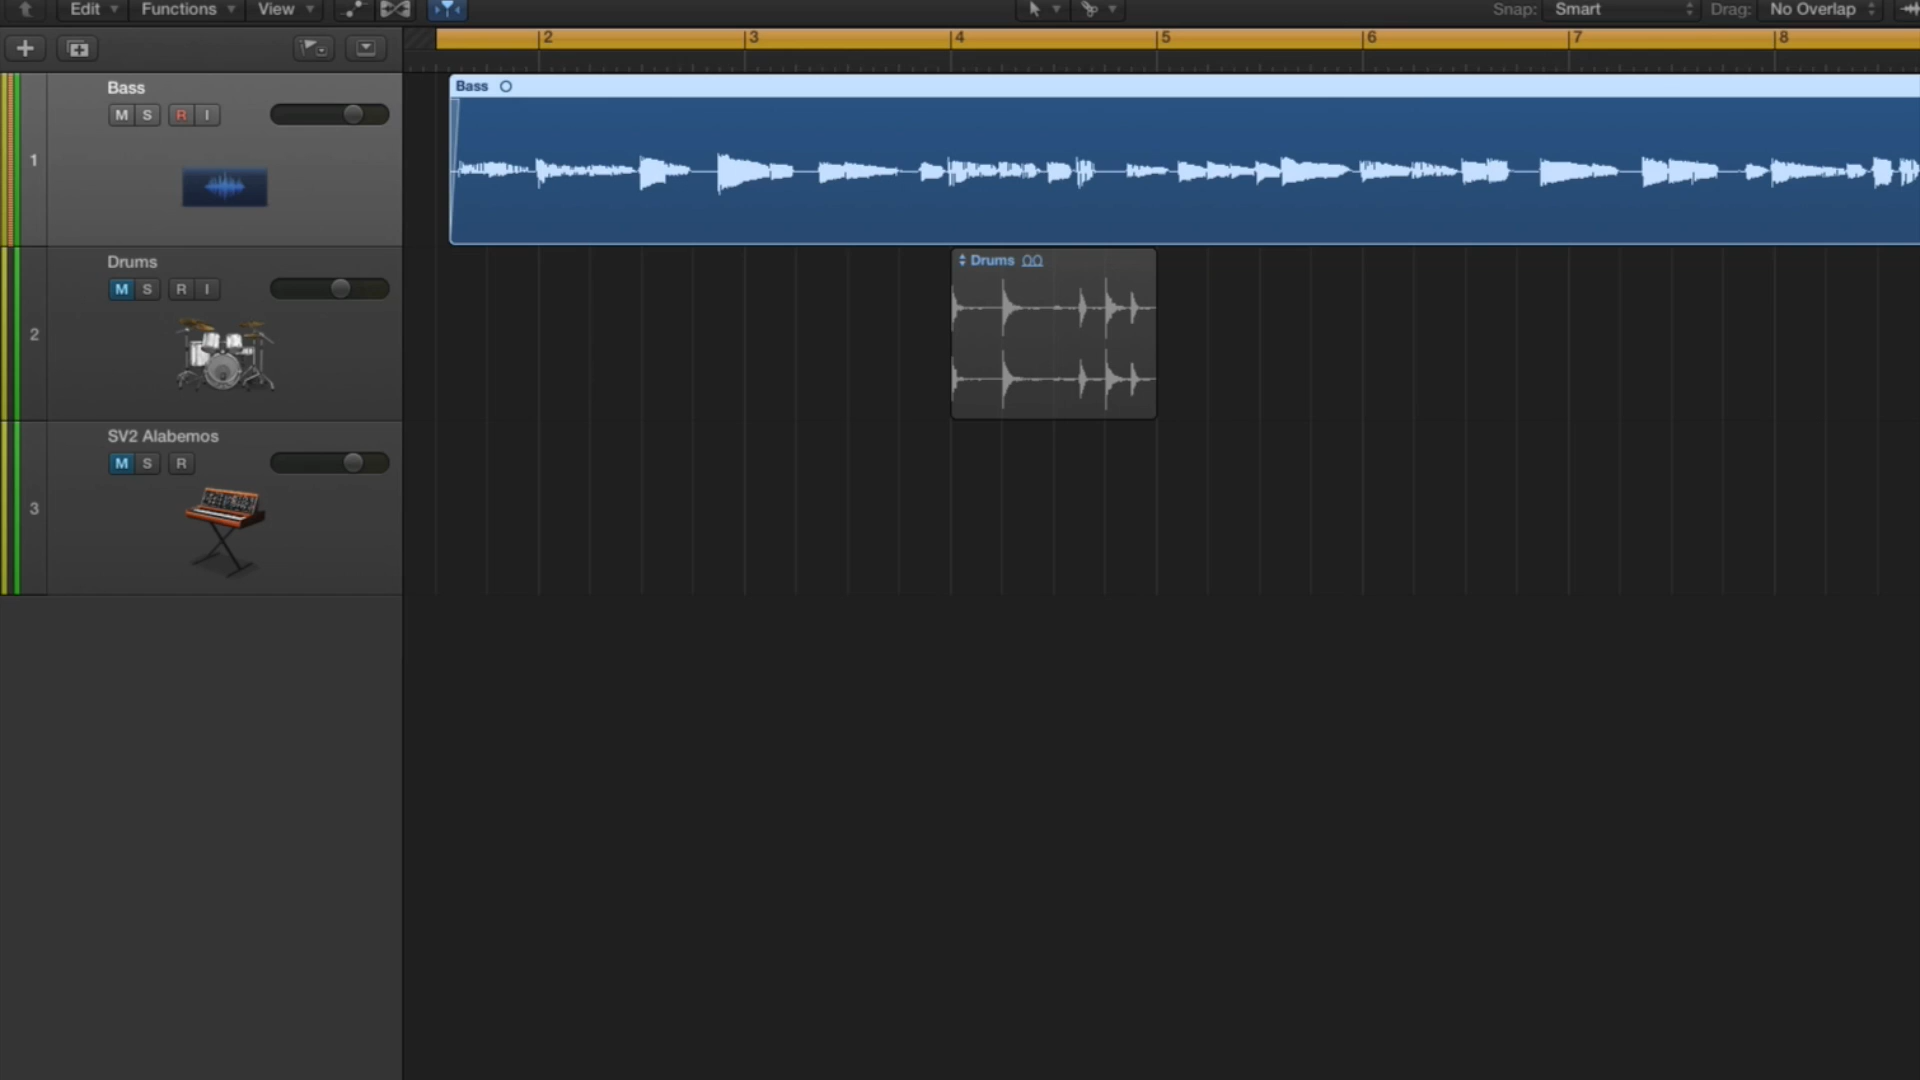 Edit Functions View Snap: Smart Drag: No Overlap
2 3 4 5 6 7 8
Bass
M S R I
1
Bass
Drums
M S R I
2
Drums
SV2 Alabemos
M S R
3